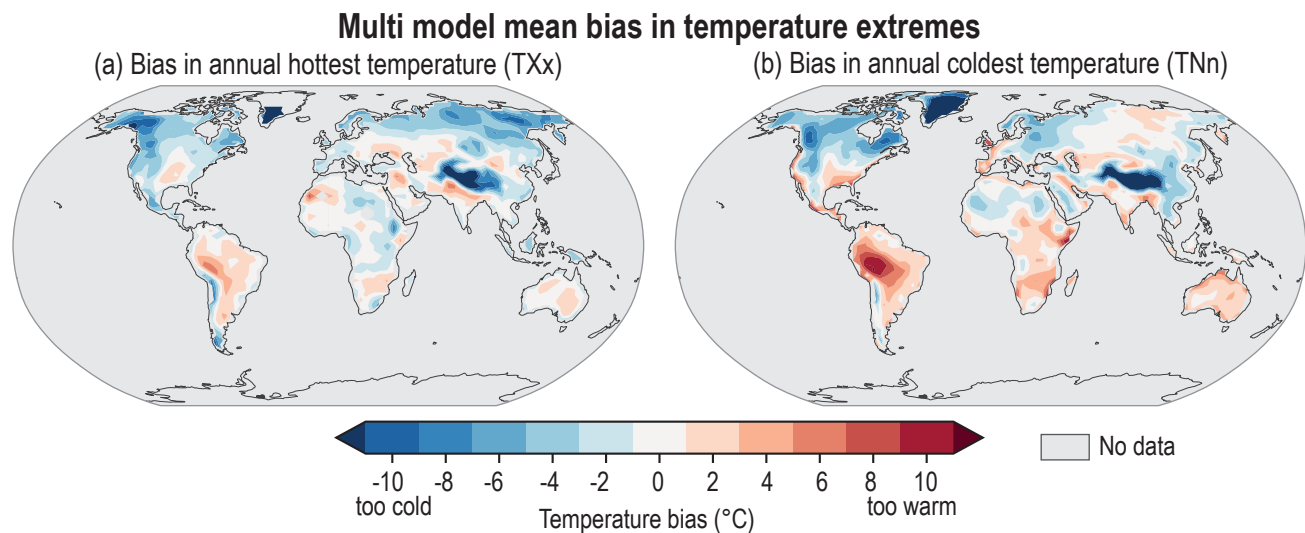 Multi model mean bias in temperature extremes
(a) Bias in annual hottest temperature (TXx)
(b) Bias in annual coldest temperature (TNn)
-10 -8 -6 -4 -2 0 2 4 6 8 10
too cold
too warm
Temperature bias (°C)
No data